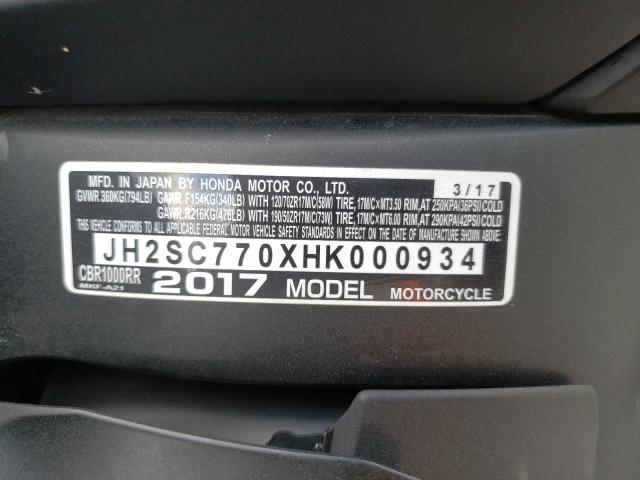 MFD. IN JAPAN BY HONDA MOTOR CO., LTD. 3/17
GVWR 360KG(794LB) GAWR F154KG(340LB) WITH 120/70ZR17M/C(58W) TIRE, 17M/C×MT3.50 RIM, AT 250KPA(36PSI) COLD
GAWR R216KG(476LB) WITH 190/50ZR17M/C(73W) TIRE, 17M/C×MT6.00 RIM, AT 290KPA(42PSI) COLD
THIS VEHICLE CONFORMS TO ALL APPLICABLE FEDERAL MOTOR VEHICLE SAFETY STANDARDS IN EFFECT ON THE DATE OF MANUFACTURE SHOWN ABOVE.
JH2SC770XHK000934
CBR1000RR 2017 MODEL MOTORCYCLE
MKF-A21